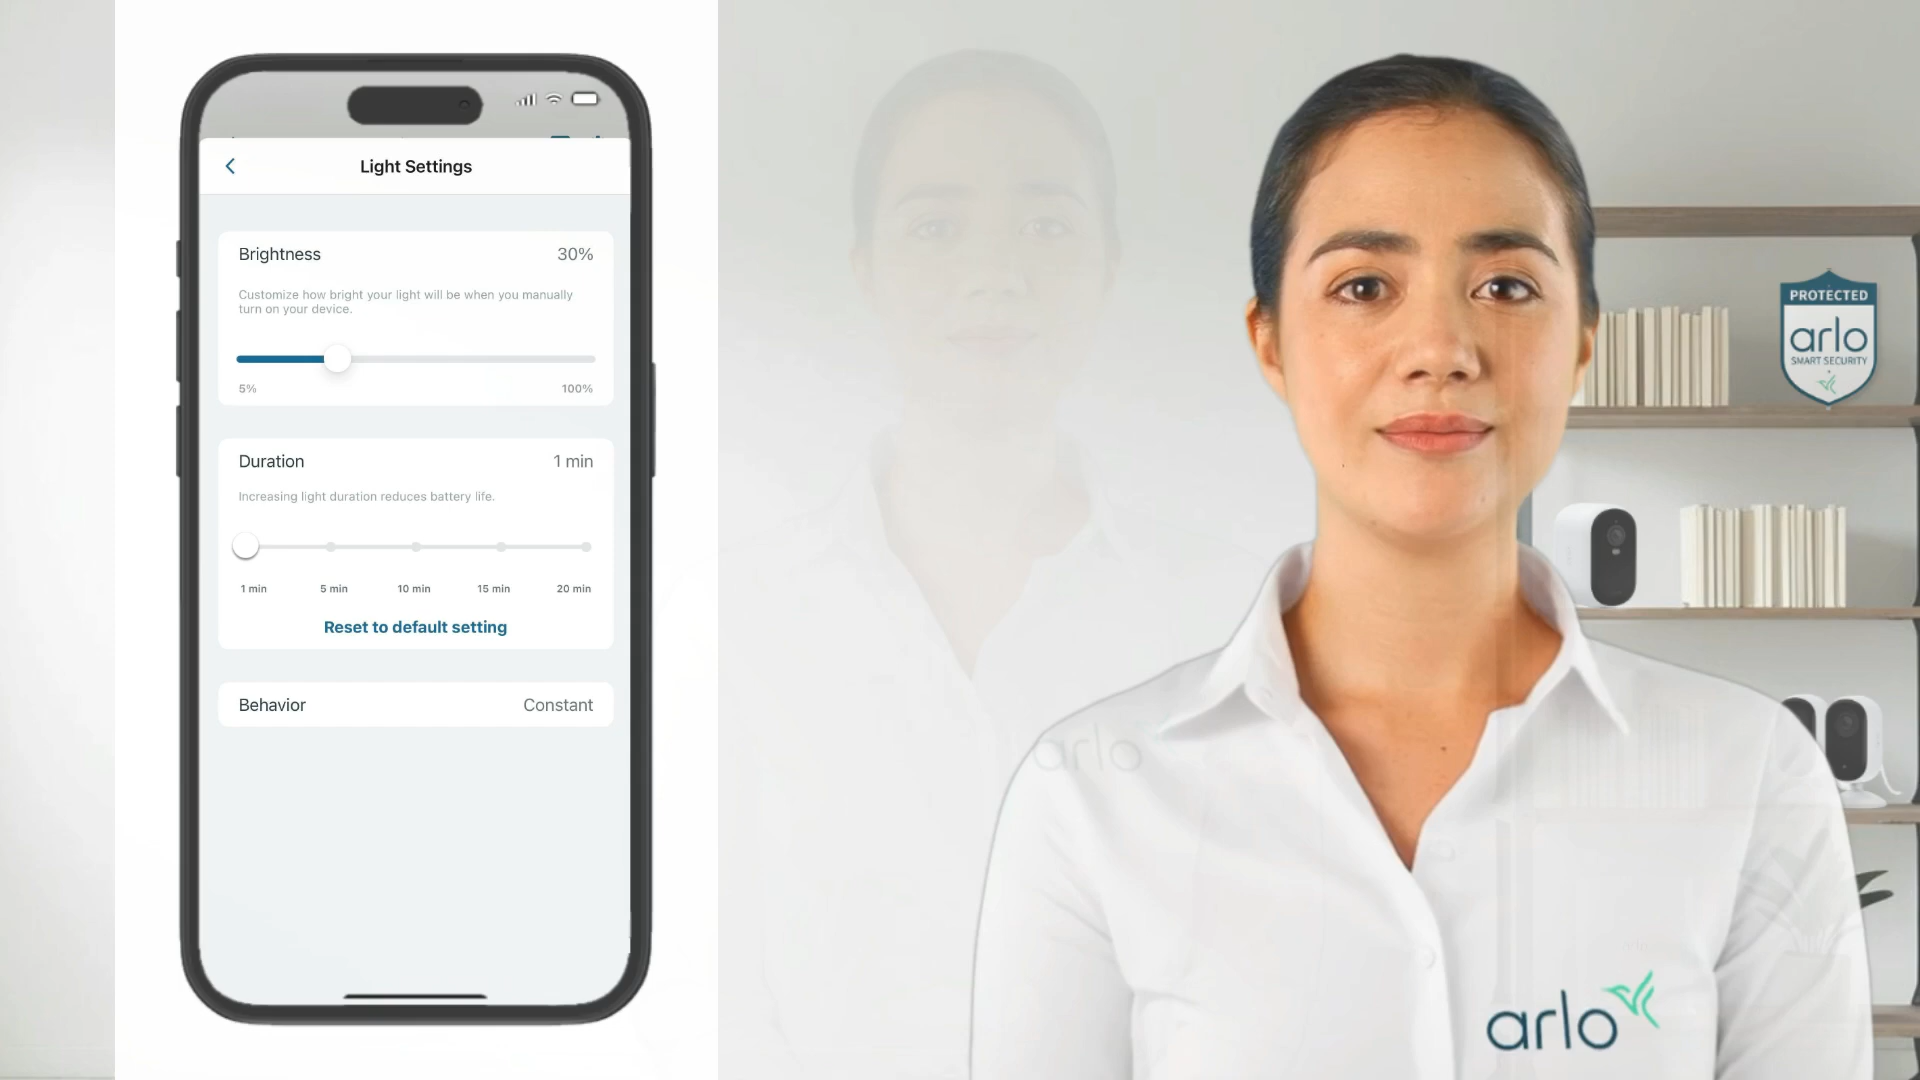 Light Settings
Brightness 30%
Customize how bright your light will be when you manually
turn on your device.
5% 100%
Duration 1 min
Increasing light duration reduces battery life.
1 min 5 min 10 min 15 min 20 min
Reset to default setting
Behavior Constant
PROTECTED
arlo
SMART SECURITY
arlo
arlo